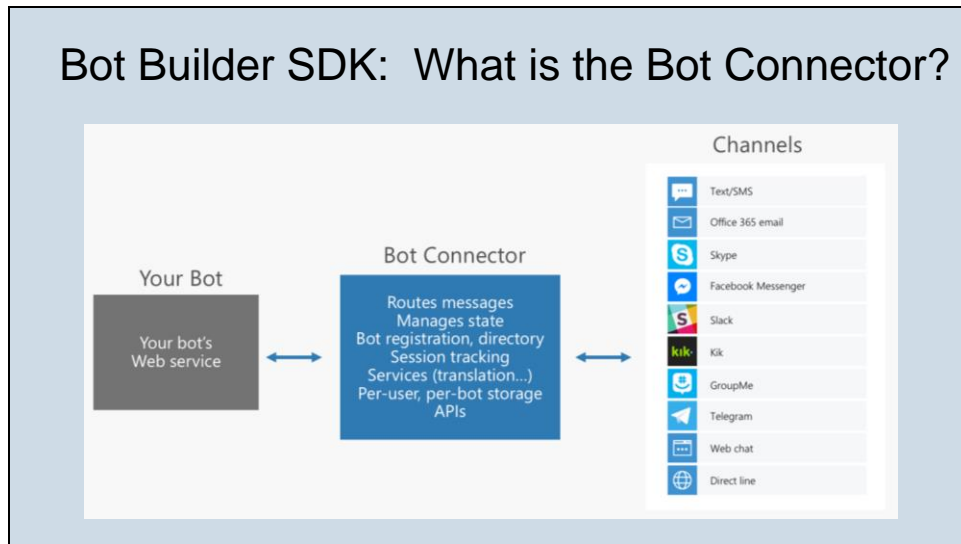 Bot Builder SDK: What is the Bot Connector?
Your Bot
Your bot's
Web service
Bot Connector
Routes messages
Manages state
Bot registration, directory
Session tracking
Services (translation...)
Per-user, per-bot storage
APIs
Channels
Text/SMS
Office 365 email
S
Skype
Facebook Messenger
S
Slack
kik·
Kik
GroupMe
Telegram
Web chat
Direct line